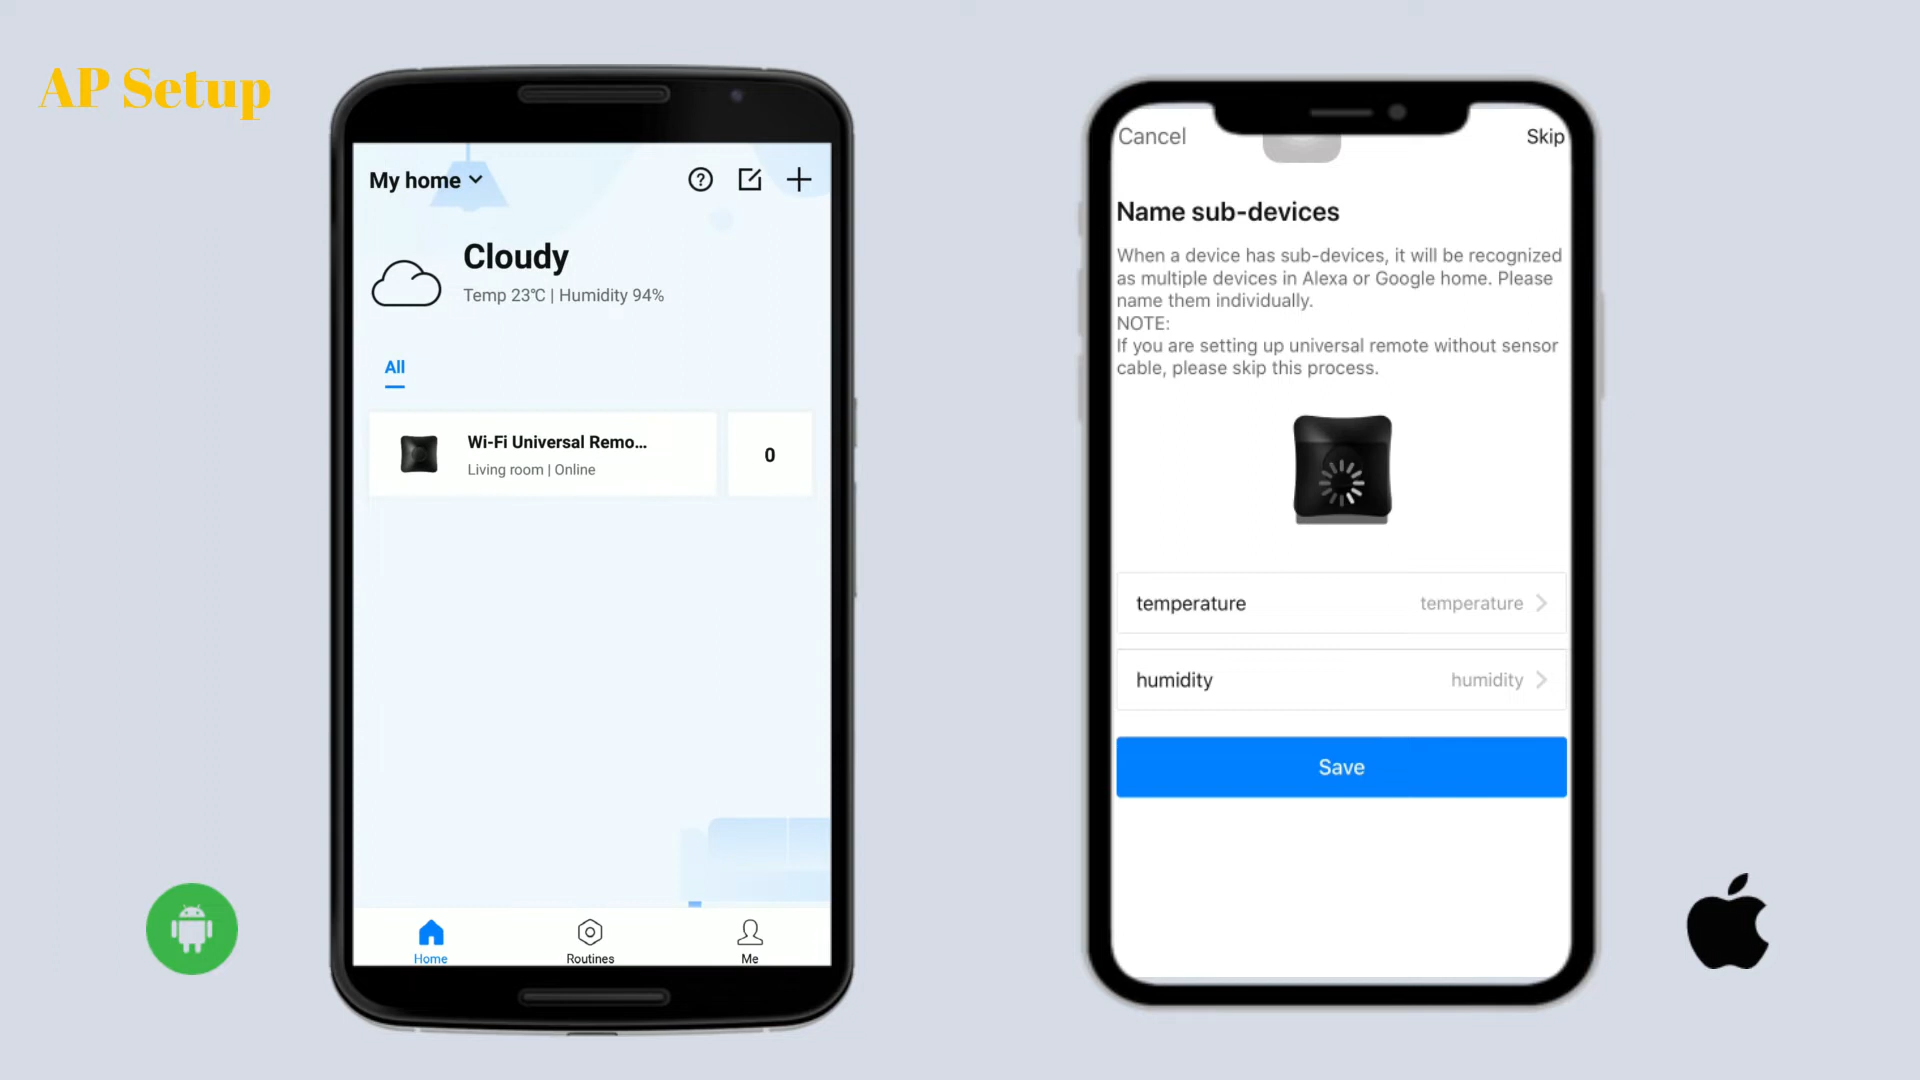 AP Setup
My home
Cloudy
Temp 23℃ | Humidity 94%
All
Wi-Fi Universal Remo...
Living room | Online
0
Home
Routines
Me
Cancel
Skip
Name sub-devices
When a device has sub-devices, it will be recognized
as multiple devices in Alexa or Google home. Please
name them individually.
NOTE:
If you are setting up universal remote without sensor
cable, please skip this process.
temperature temperature
humidity humidity
Save